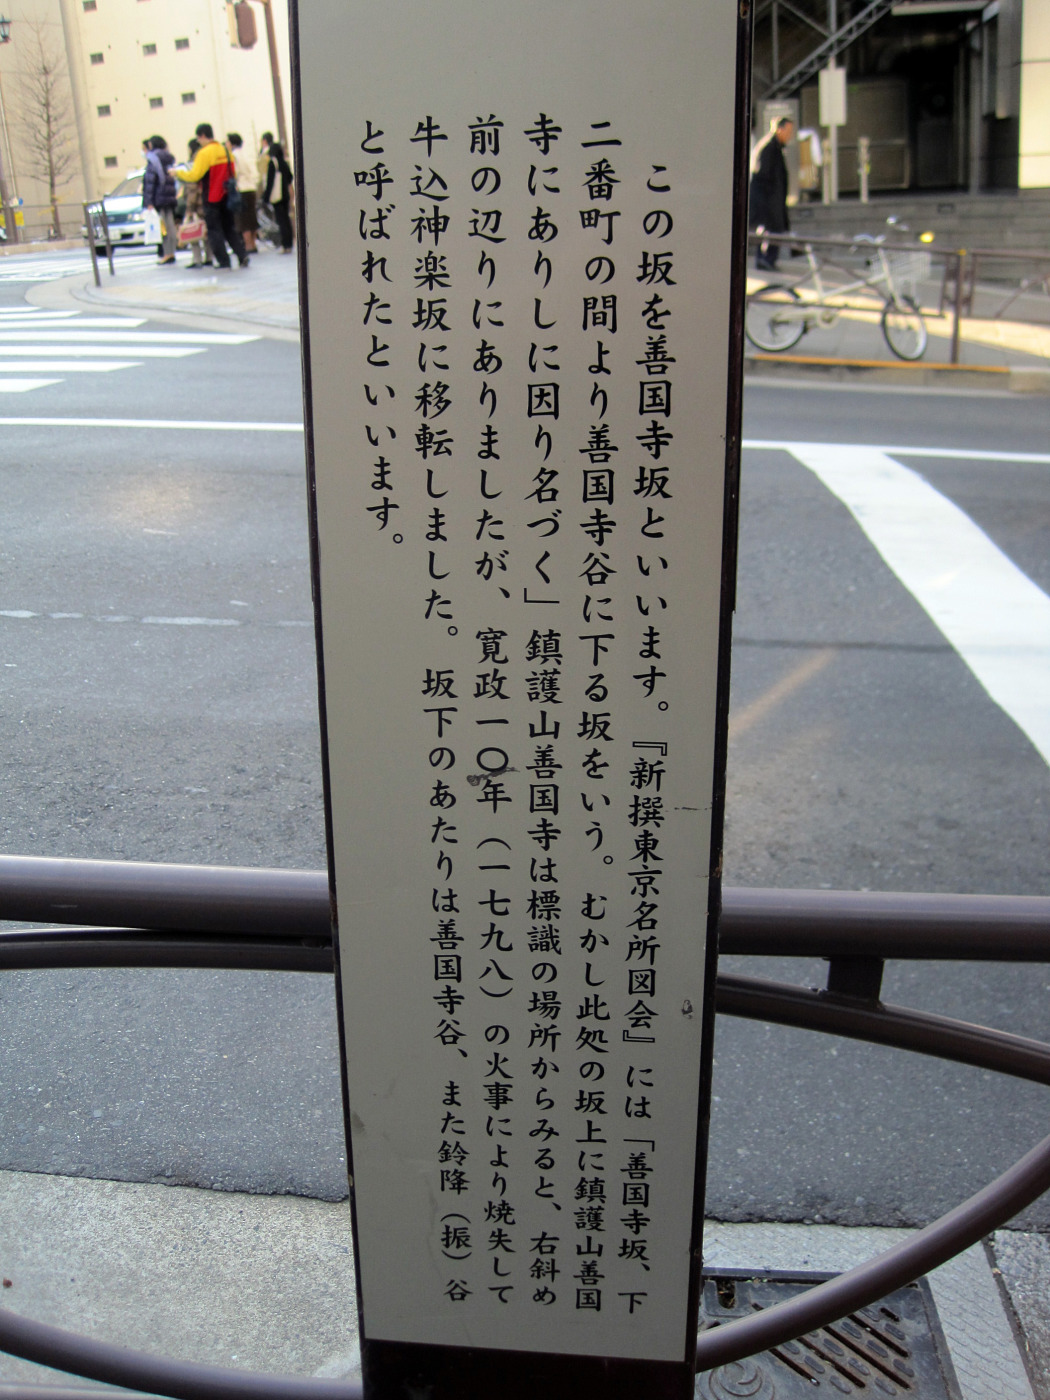 この坂を善国寺坂といいます。『新撰東京名所図会』には「善国寺坂、下
二番町の間より善国寺谷に下る坂をいう。むかし此処の坂上に鎮護山善国
寺にありしに因り名づく」鎮護山善国寺は標識の場所からみると、右斜め
前の辺りにありましたが、寛政一〇年（一七九八）の火事により焼失して
牛込神楽坂に移転しました。坂下のあたりは善国寺谷、また鈴降（振）谷
と呼ばれたといいます。